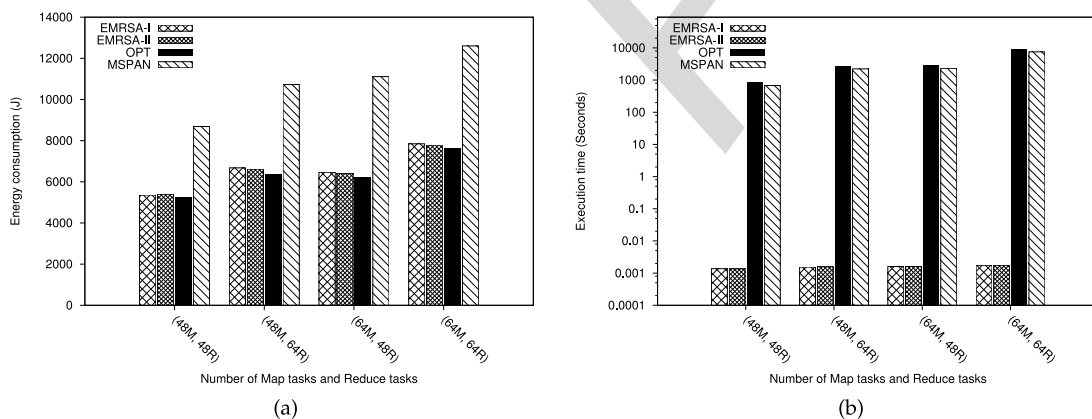 14000
12000
10000
8000
6000
4000
2000
0
Energy consumption (J)
EMRSA-I
EMRSA-II
OPT
MSPAN
(48M, 48R)
(48M, 64R)
(64M, 48R)
(64M, 64R)
Number of Map tasks and Reduce tasks
(a)
10000
1000
100
10
1
0.1
0.01
0.001
0.0001
Execution time (Seconds)
EMRSA-I
EMRSA-II
OPT
MSPAN
(48M, 48R)
(48M, 64R)
(64M, 48R)
(64M, 64R)
Number of Map tasks and Reduce tasks
(b)